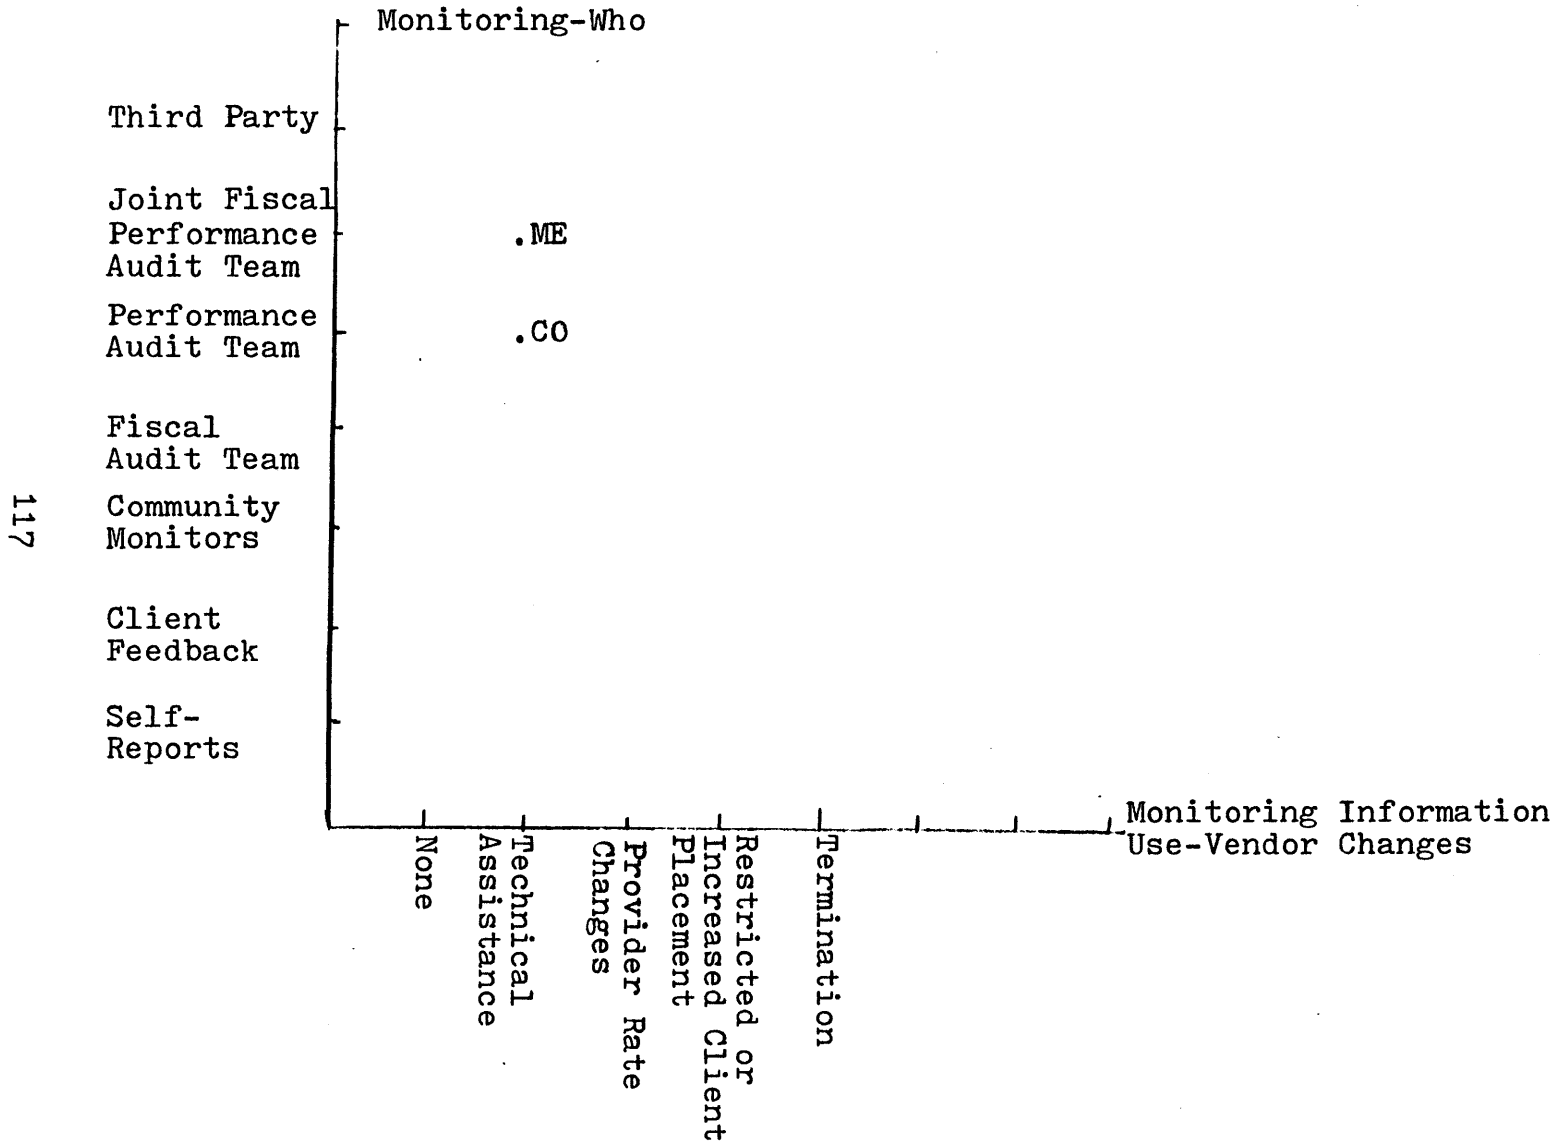 Monitoring-Who
Third Party
Joint Fiscal
Performance
Audit Team
.ME
Performance
Audit Team
.CO
Fiscal
Audit Team
Community
Monitors
Client
Feedback
Self-
Reports
117
Monitoring Information
Use-Vendor Changes
None
Technical
Assistance
Provider Rate
Changes
Restricted or
Increased Client
Placement
Termination